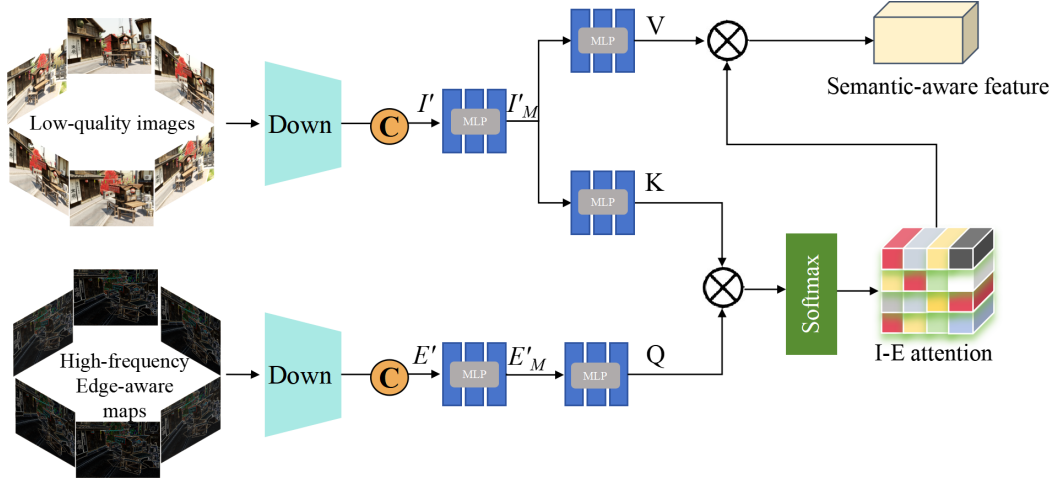 Low-quality images
Down
C
I'
MLP
I'M
MLP
V
Semantic-aware feature
MLP
K
Softmax
I-E attention
High-frequency
Edge-aware
maps
Down
C
E'
MLP
E'M
MLP
Q